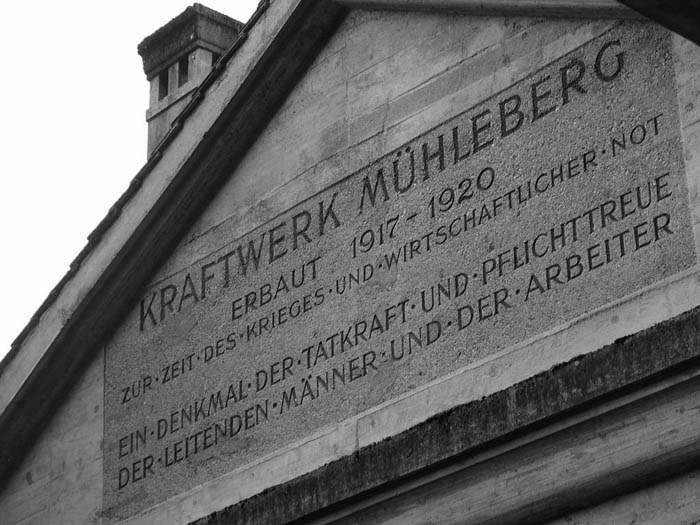 KRAFTWERK MÜHLEBERG
ERBAUT 1917-1920
ZUR·ZEIT·DES·KRIEGES·UND·WIRTSCHAFTLICHER·NOT
EIN·DENKMAL·DER·TATKRAFT·UND·PFLICHTTREUE
DER·LEITENDEN·MÄNNER·UND·DER·ARBEITER